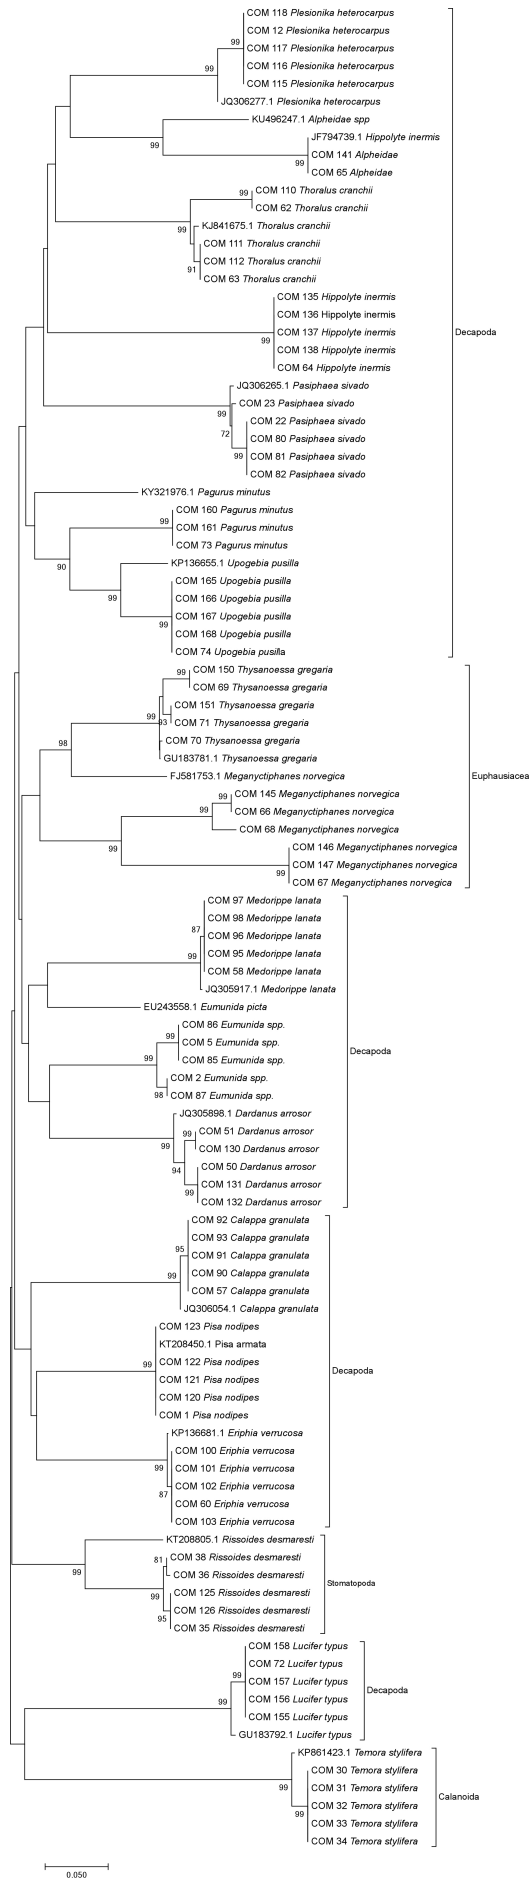 COM 118 Plesionika heterocarpus
99
COM 12 Plesionika heterocarpus
COM 117 Plesionika heterocarpus
99
COM 116 Plesionika heterocarpus
COM 115 Plesionika heterocarpus
JQ306277.1 Plesionika heterocarpus
KU496247.1 Alpheidae spp
99
JF794739.1 Hippolyte inermis
COM 141 Alpheidae
99
COM 65 Alpheidae
99
COM 110 Thoralus cranchii
COM 62 Thoralus cranchii
99
KJ841675.1 Thoralus cranchii
COM 111 Thoralus cranchii
COM 112 Thoralus cranchii
91
COM 63 Thoralus cranchii
COM 135 Hippolyte inermis
COM 136 Hippolyte inermis
COM 137 Hippolyte inermis
Decapoda
99
COM 138 Hippolyte inermis
COM 64 Hippolyte inermis
JQ306265.1 Pasiphaea sivado
COM 23 Pasiphaea sivado
99
COM 22 Pasiphaea sivado
72
COM 80 Pasiphaea sivado
99
COM 81 Pasiphaea sivado
COM 82 Pasiphaea sivado
KY321976.1 Pagurus minutus
COM 160 Pagurus minutus
99
COM 161 Pagurus minutus
COM 73 Pagurus minutus
90
KP136655.1 Upogebia pusilla
COM 165 Upogebia pusilla
99
COM 166 Upogebia pusilla
COM 167 Upogebia pusilla
99
COM 168 Upogebia pusilla
COM 74 Upogebia pusilla
99
COM 150 Thysanoessa gregaria
COM 69 Thysanoessa gregaria
COM 151 Thysanoessa gregaria
99
93
COM 71 Thysanoessa gregaria
98
COM 70 Thysanoessa gregaria
GU183781.1 Thysanoessa gregaria
FJ581753.1 Meganyctiphanes norvegica
Euphausiacea
99
COM 145 Meganyctiphanes norvegica
99
COM 66 Meganyctiphanes norvegica
COM 68 Meganyctiphanes norvegica
99
COM 146 Meganyctiphanes norvegica
COM 147 Meganyctiphanes norvegica
99
COM 67 Meganyctiphanes norvegica
COM 97 Medorippe lanata
COM 98 Medorippe lanata
87
COM 96 Medorippe lanata
COM 95 Medorippe lanata
99
COM 58 Medorippe lanata
JQ305917.1 Medorippe lanata
EU243558.1 Eumunida picta
COM 86 Eumunida spp.
99
COM 5 Eumunida spp.
Decapoda
99
COM 85 Eumunida spp.
COM 2 Eumunida spp.
98
COM 87 Eumunida spp.
JQ305898.1 Dardanus arrosor
99
COM 51 Dardanus arrosor
99
COM 130 Dardanus arrosor
94
COM 50 Dardanus arrosor
COM 131 Dardanus arrosor
99
COM 132 Dardanus arrosor
COM 92 Calappa granulata
COM 93 Calappa granulata
95
COM 91 Calappa granulata
99
COM 90 Calappa granulata
COM 57 Calappa granulata
JQ306054.1 Calappa granulata
COM 123 Pisa nodipes
KT208450.1 Pisa armata
99
COM 122 Pisa nodipes
Decapoda
COM 121 Pisa nodipes
COM 120 Pisa nodipes
COM 1 Pisa nodipes
KP136681.1 Eriphia verrucosa
COM 100 Eriphia verrucosa
99
COM 101 Eriphia verrucosa
COM 102 Eriphia verrucosa
87
COM 60 Eriphia verrucosa
COM 103 Eriphia verrucosa
KT208805.1 Rissoides desmaresti
81
COM 38 Rissoides desmaresti
99
COM 36 Rissoides desmaresti
Stomatopoda
99
COM 125 Rissoides desmaresti
COM 126 Rissoides desmaresti
95
COM 35 Rissoides desmaresti
COM 158 Lucifer typus
COM 72 Lucifer typus
99
COM 157 Lucifer typus
Decapoda
99
COM 156 Lucifer typus
COM 155 Lucifer typus
GU183792.1 Lucifer typus
KP861423.1 Temora stylifera
COM 30 Temora stylifera
99
COM 31 Temora stylifera
Calanoida
COM 32 Temora stylifera
99
COM 33 Temora stylifera
COM 34 Temora stylifera
0.050